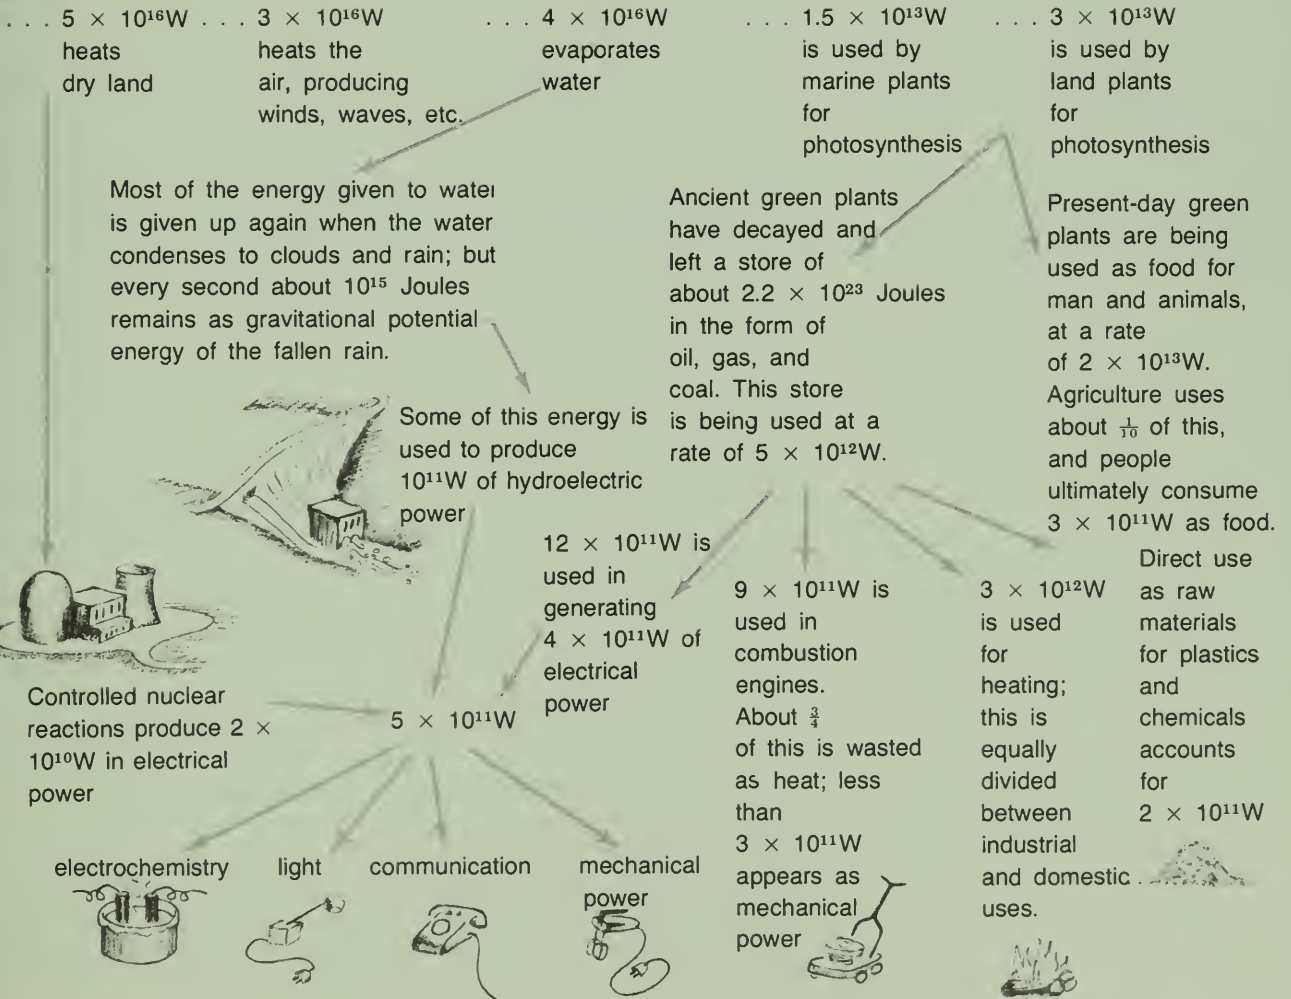 . . . 5 × 10¹⁶W
heats
dry land
. . . 3 × 10¹⁶W
heats the
air, producing
winds, waves, etc.
. . . 4 × 10¹⁶W
evaporates
water
. . . 1.5 × 10¹³W
is used by
marine plants
for
photosynthesis
. . . 3 × 10¹³W
is used by
land plants
for
photosynthesis
Most of the energy given to water
is given up again when the water
condenses to clouds and rain; but
every second about 10¹⁵ Joules
remains as gravitational potential
energy of the fallen rain.
Ancient green plants
have decayed and
left a store of
about 2.2 × 10²³ Joules
in the form of
oil, gas, and
coal. This store
is being used at a
rate of 5 × 10¹²W.
Present-day green
plants are being
used as food for
man and animals,
at a rate
of 2 × 10¹³W.
Agriculture uses
about 1/10 of this,
and people
ultimately consume
3 × 10¹¹W as food.
Some of this energy is
used to produce
10¹¹W of hydroelectric
power
12 × 10¹¹W is
used in
generating
4 × 10¹¹W of
electrical
power
9 × 10¹¹W is
used in
combustion
engines.
About ¾
of this is wasted
as heat; less
than
3 × 10¹¹W
appears as
mechanical
power
3 × 10¹²W
is used
for
heating;
this is
equally
divided
between
industrial
and domestic
uses.
Direct use
as raw
materials
for plastics
and
chemicals
accounts
for
2 × 10¹¹W
Controlled nuclear
reactions produce 2 ×
10¹⁰W in electrical
power
5 × 10¹¹W
electrochemistry
light
communication
mechanical
power